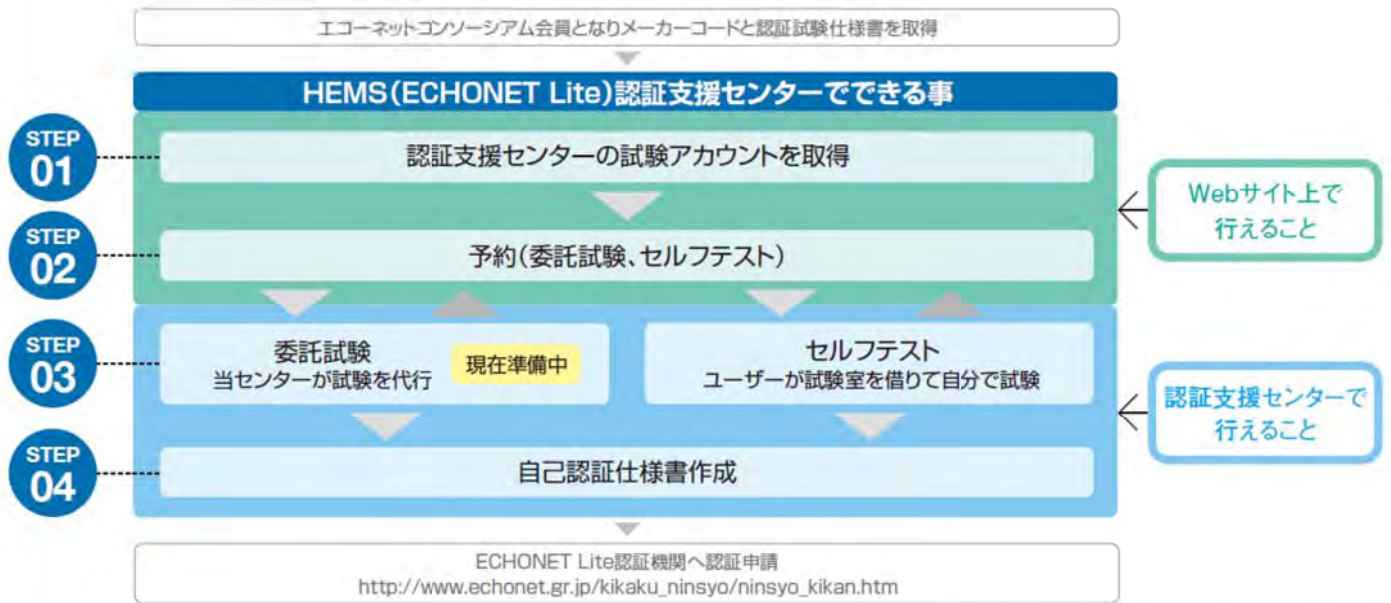 エコーネットコンソーシアム会員となりメーカーコードと認証試験仕様書を取得
HEMS(ECHONET Lite)認証支援センターでできる事
STEP
01
認証支援センターの試験アカウントを取得
Webサイト上で
行えること
STEP
02
予約(委託試験、セルフテスト)
STEP
03
委託試験
当センターが試験を代行
現在準備中
セルフテスト
ユーザーが試験室を借りて自分で試験
認証支援センターで
行えること
STEP
04
自己認証仕様書作成
ECHONET Lite認証機関へ認証申請
http://www.echonet.gr.jp/kikaku_ninsyo/ninsyo_kikan.htm